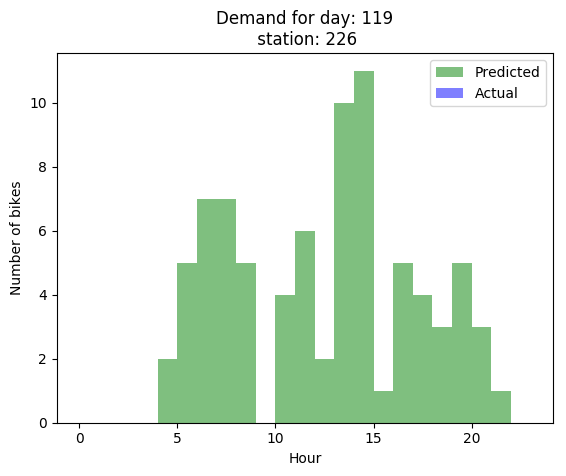 Demand for day: 119
station: 226
Predicted
Actual
Number of bikes
10
8
6
4
2
0
0 5 10 15 20
Hour